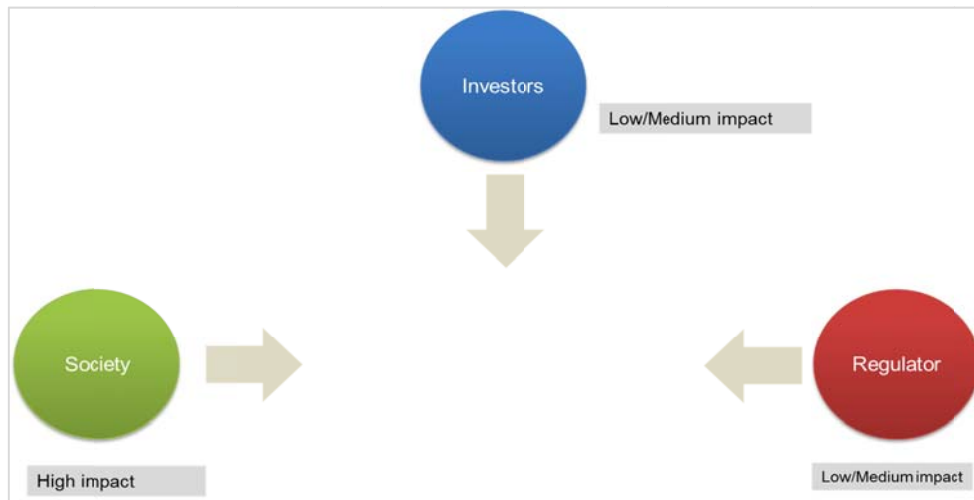 Investors
Low/Medium impact
Society
Regulator
High impact
Low/Medium impact